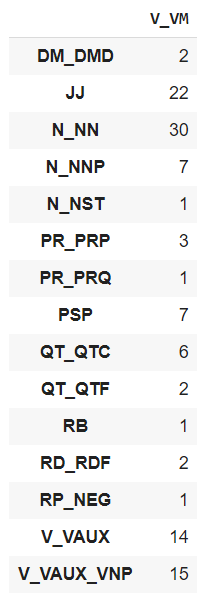 V_VM
DM_DMD 2
JJ 22
N_NN 30
N_NNP 7
N_NST 1
PR_PRP 3
PR_PRQ 1
PSP 7
QT_QTC 6
QT_QTF 2
RB 1
RD_RDF 2
RP_NEG 1
V_VAUX 14
V_VAUX_VNP 15